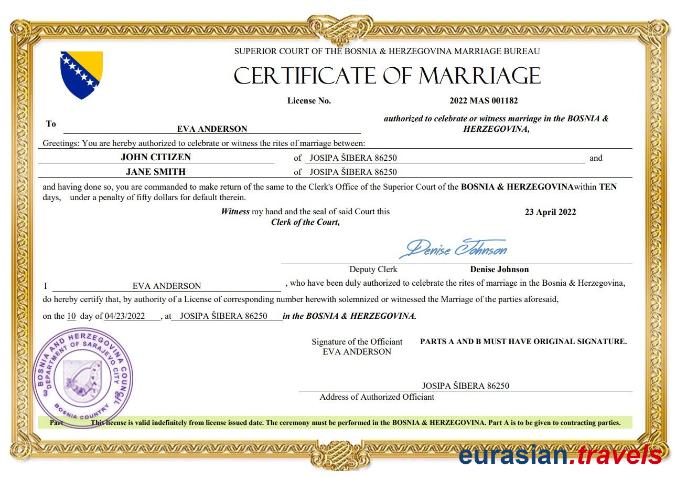 SUPERIOR COURT OF THE BOSNIA & HERZEGOVINA MARRIAGE BUREAU
CERTIFICATE OF MARRIAGE
License No. 2022 MAS 001182
To EVA ANDERSON authorized to celebrate or witness marriage in the BOSNIA &
HERZEGOVINA,
Greetings: You are hereby authorized to celebrate or witness the rites of marriage between:
JOHN CITIZEN of JOSIPA ŠIBERA 86250 and
JANE SMITH of JOSIPA ŠIBERA 86250
and having done so, you are commanded to make return of the same to the Clerk's Office of the Superior Court of the BOSNIA & HERZEGOVINAwithin TEN
days, under a penalty of fifty dollars for default therein.
Witness my hand and the seal of said Court this 23 April 2022
Clerk of the Court,
Denise Johnson
Deputy Clerk Denise Johnson
I EVA ANDERSON , who have been duly authorized to celebrate the rites of marriage in the Bosnia & Herzegovina,
do hereby certify that, by authority of a License of corresponding number herewith solemnized or witnessed the Marriage of the parties aforesaid,
on the 10 day of 04/23/2022 , at JOSIPA ŠIBERA 86250 in the BOSNIA & HERZEGOVINA.
Signature of the Officiant PARTS A AND B MUST HAVE ORIGINAL SIGNATURE.
EVA ANDERSON
BOSNIA AND HERZEGOVINA COUNCIL
DEPARTMENT OF SARAJEVO CITY
BOSNIA COUNTRY
JOSIPA ŠIBERA 86250
Address of Authorized Officiant
This license is valid indefinitely from license issued date. The ceremony must be performed in the BOSNIA & HERZEGOVINA. Part A is to be given to contracting parties.
eurasian.travels